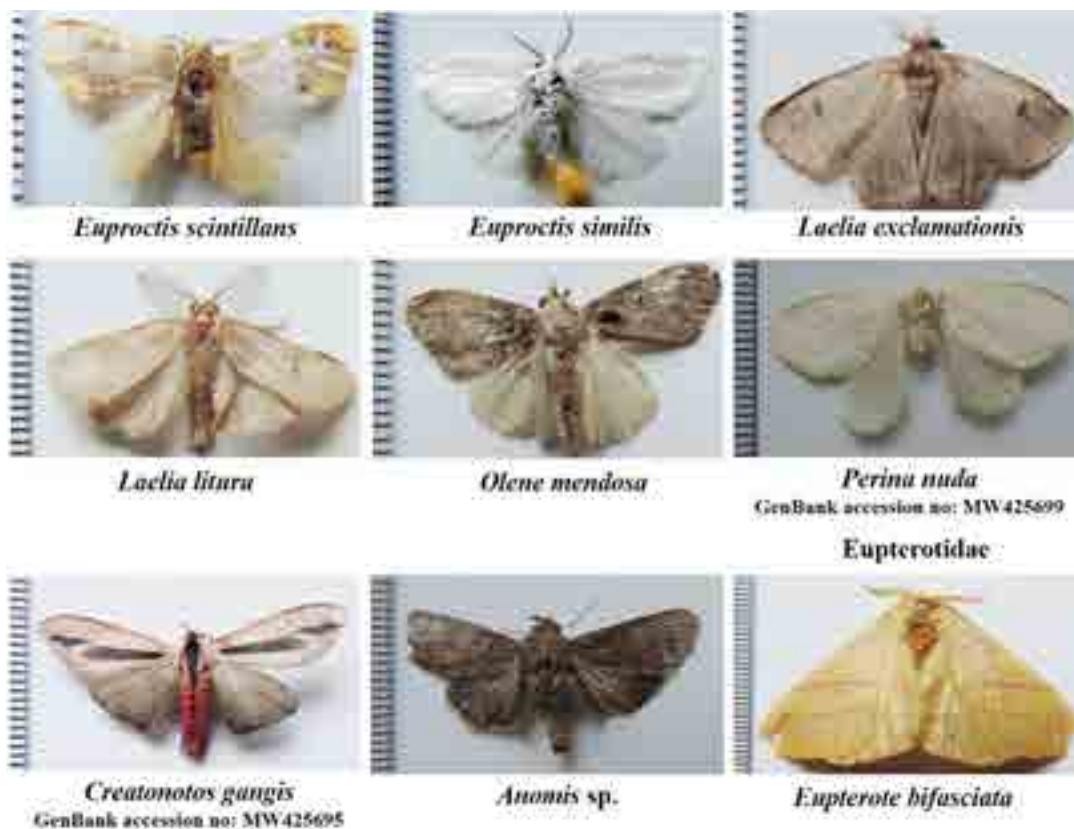 Euproctis scintillans
Euproctis similis
Laelia exclamationis
Laelia litura
Olene mendosa
Perina nuda
GenBank accession no: MW425699
Eupterotidae
Creatonotos gangis
GenBank accession no: MW425695
Anomis sp.
Eupterote bifasciata